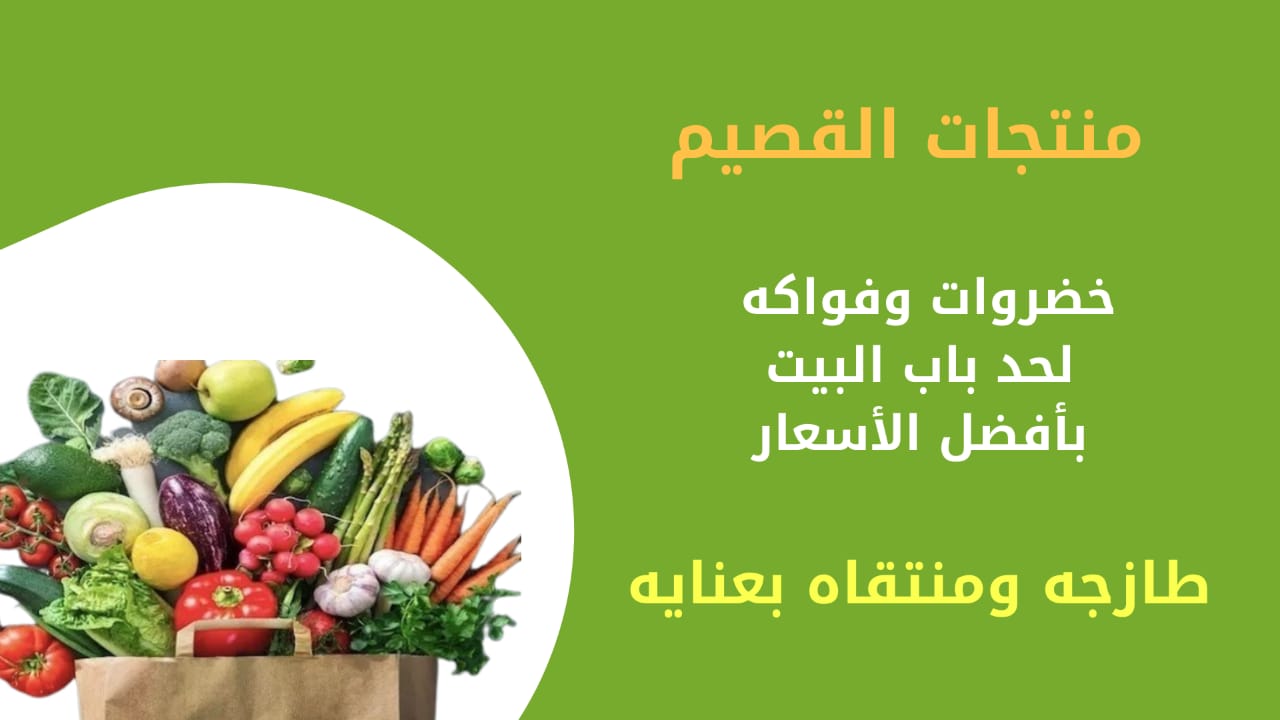 منتجات القصيم
خضروات وفواكه
لحد باب البيت
بأفضل الأسعار
طازجه ومنتقاه بعنايه